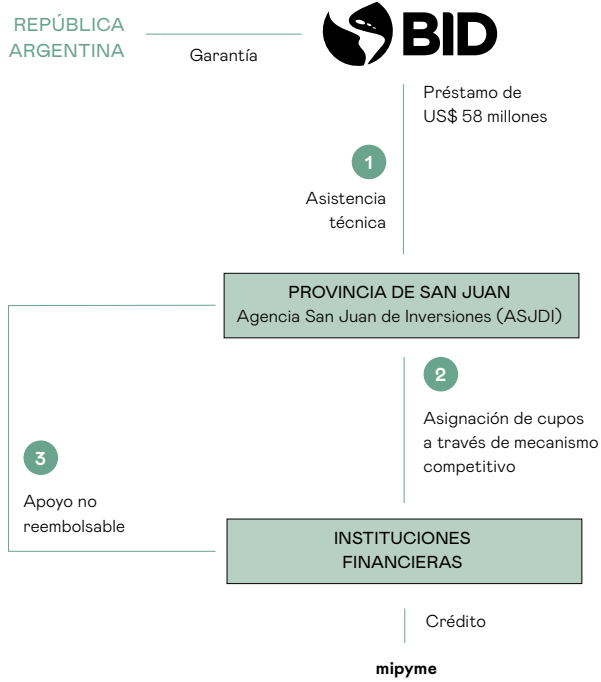 REPÚBLICA
ARGENTINA
Garantía
BID
Préstamo de
US$ 58 millones
1
Asistencia
técnica
PROVINCIA DE SAN JUAN
Agencia San Juan de Inversiones (ASJDI)
2
Asignación de cupos
a través de mecanismo
competitivo
3
Apoyo no
reembolsable
INSTITUCIONES
FINANCIERAS
Crédito
mipyme